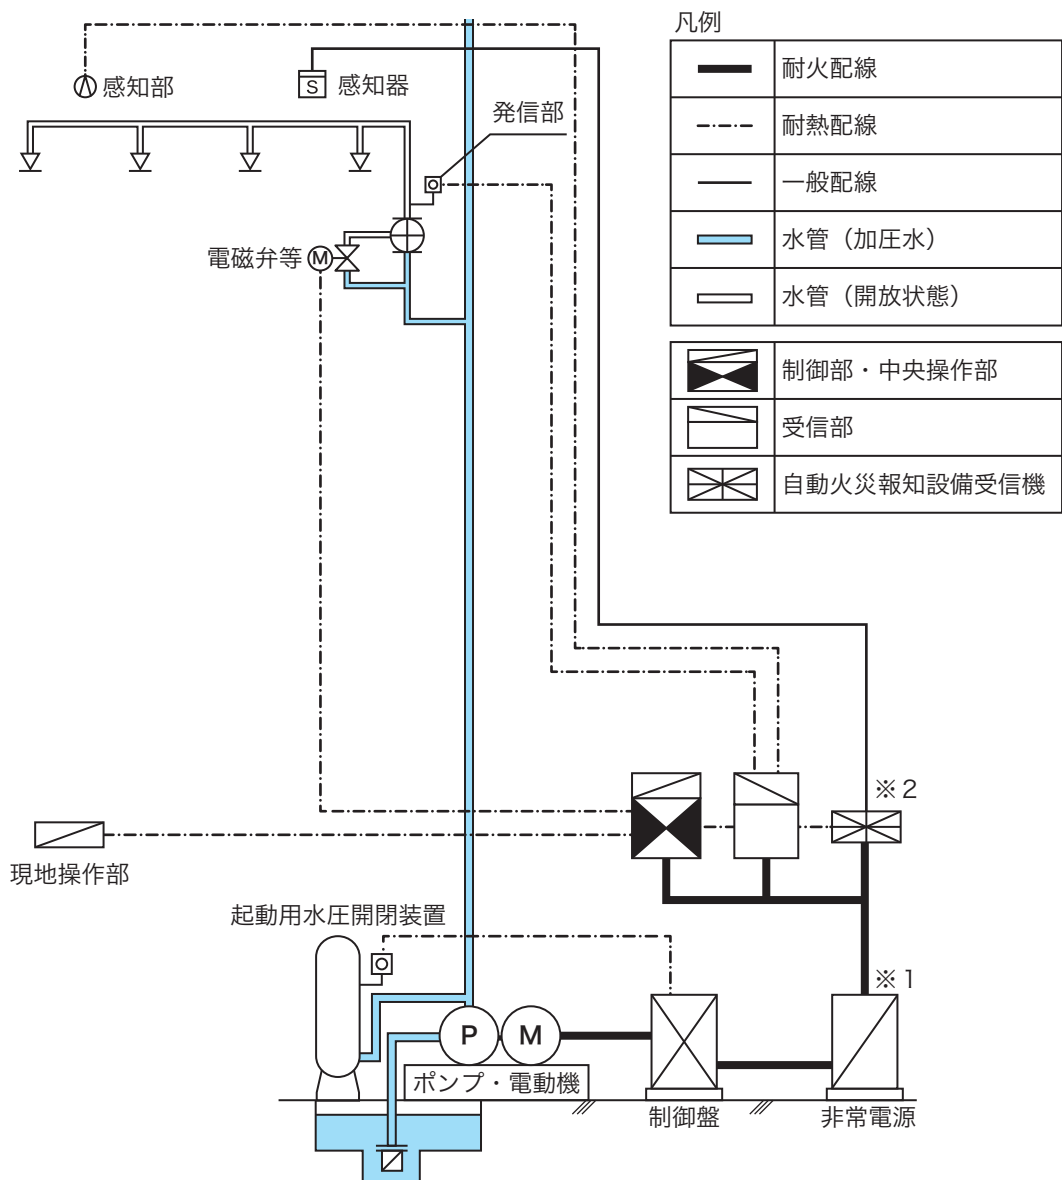 凡例
感知部
S
感知器
耐火配線
発信部
耐熱配線
一般配線
水管（加圧水）
電磁弁等
M
水管（開放状態）
制御部・中央操作部
受信部
自動火災報知設備受信機
※2
現地操作部
起動用水圧開閉装置
※1
P
M
ポンプ・電動機
制御盤
非常電源